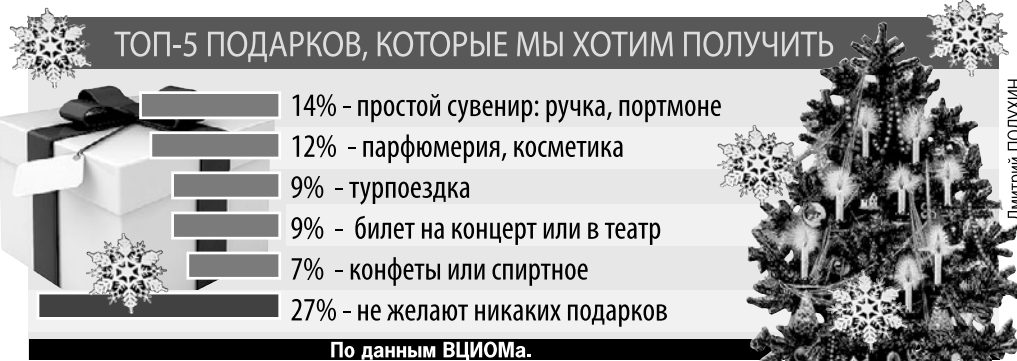 ТОП-5 ПОДАРКОВ, КОТОРЫЕ МЫ ХОТИМ ПОЛУЧИТЬ
14% - простой сувенир: ручка, портмоне
12% - парфюмерия, косметика
9% - турпоездка
9% - билет на концерт или в театр
7% - конфеты или спиртное
27% - не желают никаких подарков
По данным ВЦИОМа.
Дмитрий ПОЛУХИН